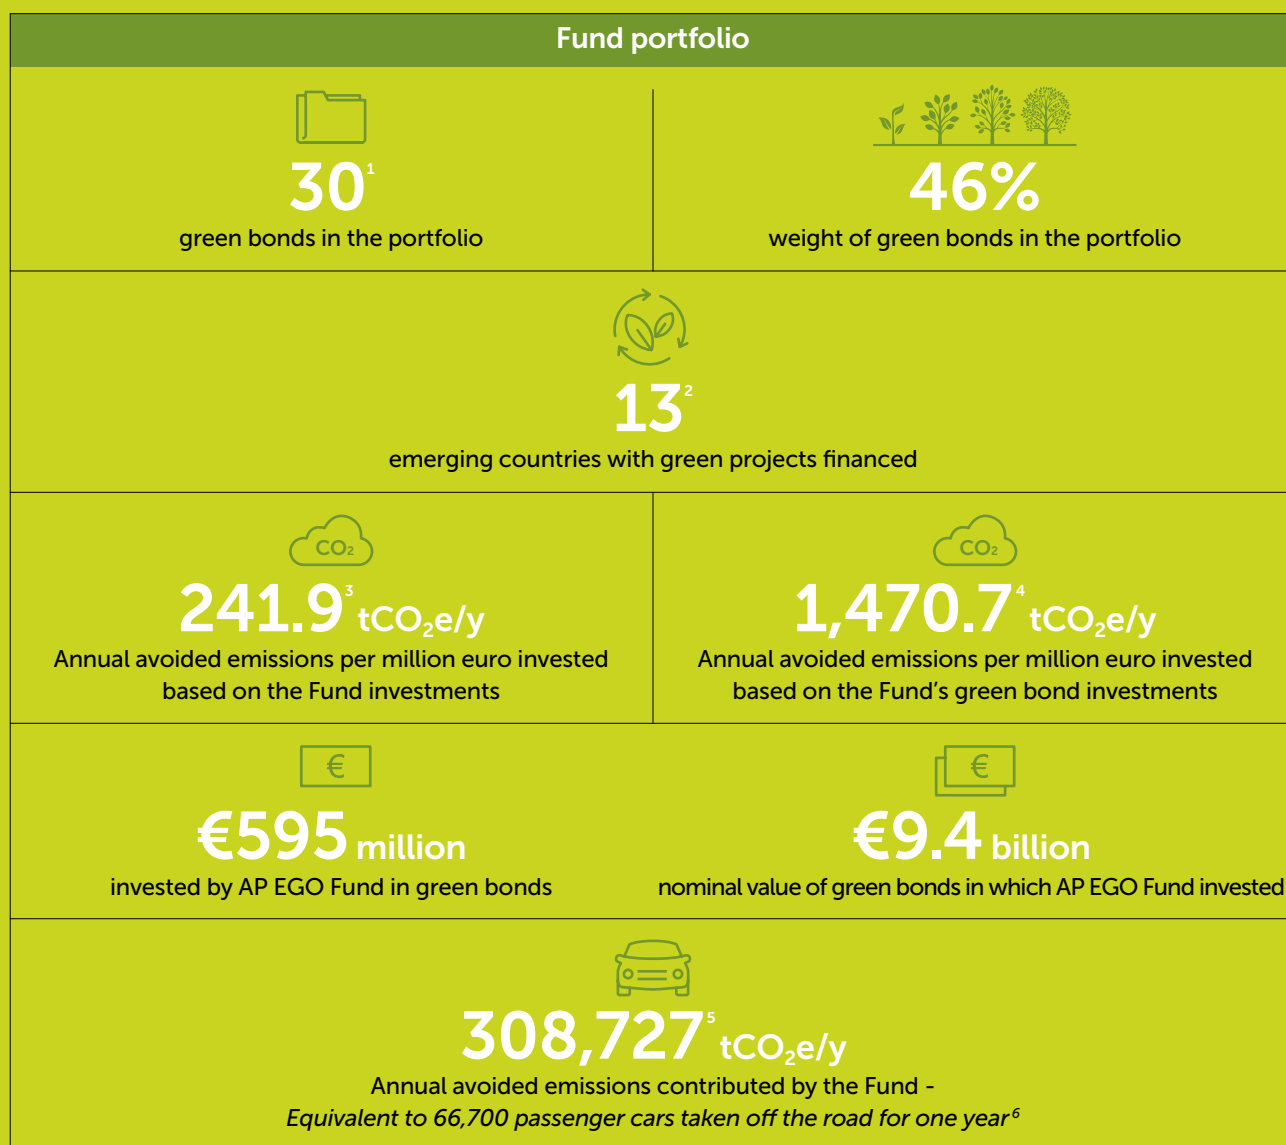 Fund portfolio
30¹
green bonds in the portfolio
46%
weight of green bonds in the portfolio
13²
emerging countries with green projects financed
CO₂
241.9³ tCO₂e/y
Annual avoided emissions per million euro invested
based on the Fund investments
CO₂
1,470.7⁴ tCO₂e/y
Annual avoided emissions per million euro invested
based on the Fund's green bond investments
€
€595 million
invested by AP EGO Fund in green bonds
€
€9.4 billion
nominal value of green bonds in which AP EGO Fund invested
308,727⁵ tCO₂e/y
Annual avoided emissions contributed by the Fund -
Equivalent to 66,700 passenger cars taken off the road for one year⁶